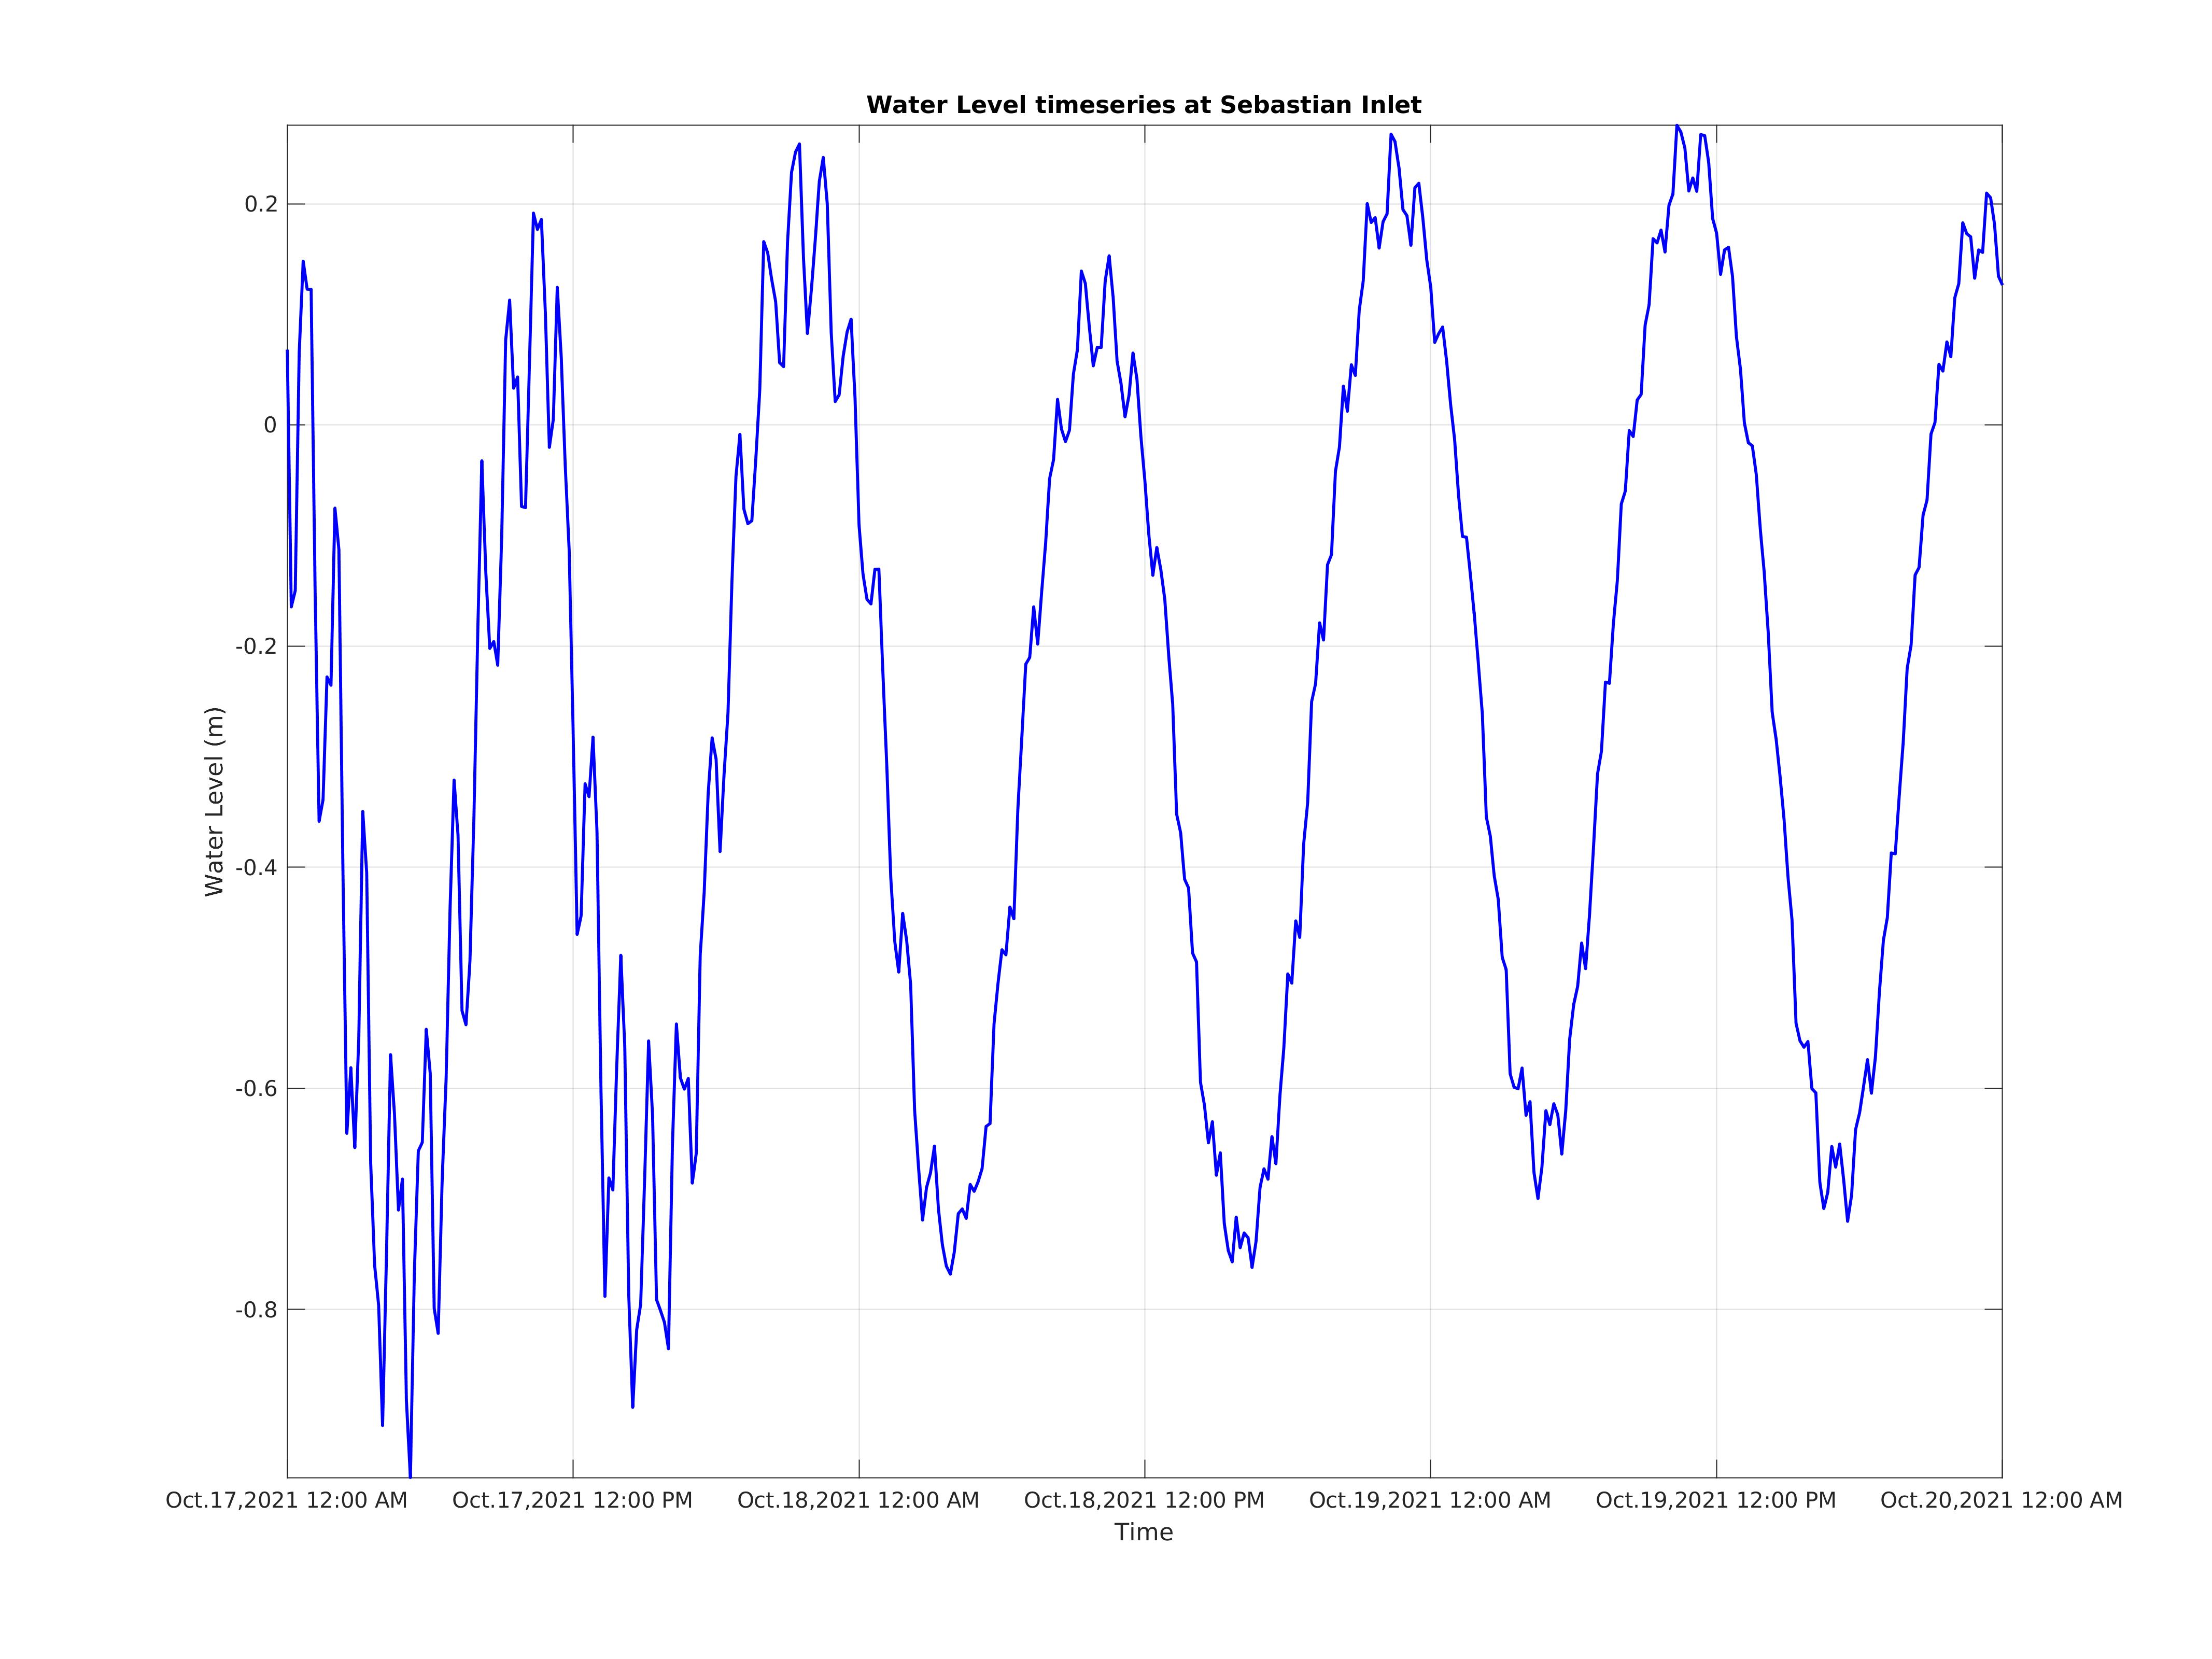 Water Level timeseries at Sebastian Inlet
0.2
0
-0.2
-0.4
-0.6
-0.8
Water Level (m)
Oct.17,2021 12:00 AM
Oct.17,2021 12:00 PM
Oct.18,2021 12:00 AM
Oct.18,2021 12:00 PM
Oct.19,2021 12:00 AM
Oct.19,2021 12:00 PM
Oct.20,2021 12:00 AM
Time